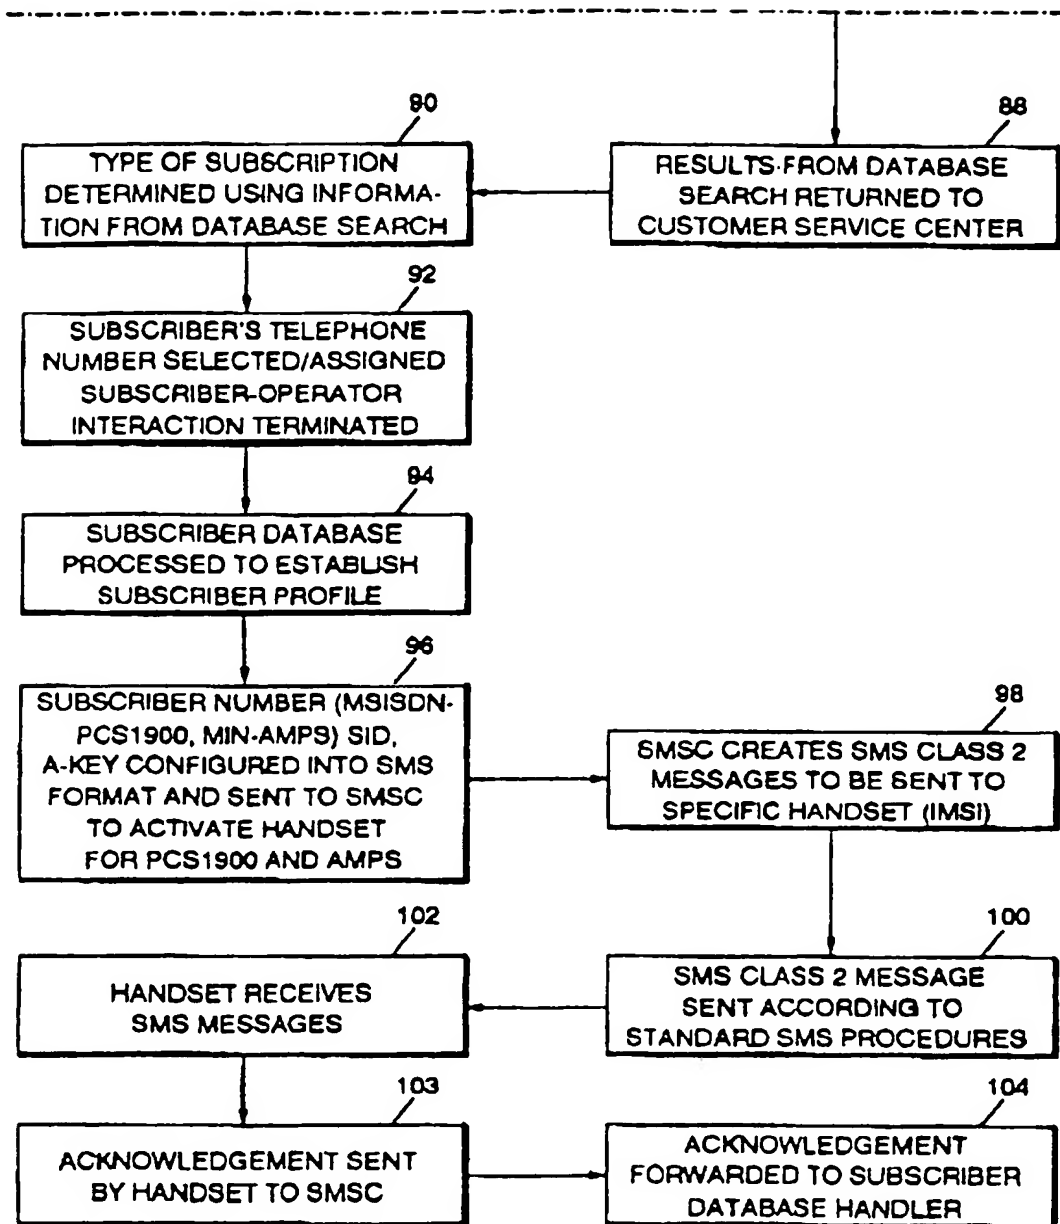 88
RESULTS FROM DATABASE
SEARCH RETURNED TO
CUSTOMER SERVICE CENTER
90
TYPE OF SUBSCRIPTION
DETERMINED USING INFORMA-
TION FROM DATABASE SEARCH
92
SUBSCRIBER'S TELEPHONE
NUMBER SELECTED/ASSIGNED
SUBSCRIBER-OPERATOR
INTERACTION TERMINATED
94
SUBSCRIBER DATABASE
PROCESSED TO ESTABLISH
SUBSCRIBER PROFILE
96
SUBSCRIBER NUMBER (MSISDN-
PCS1900, MIN-AMPS) SID,
A-KEY CONFIGURED INTO SMS
FORMAT AND SENT TO SMSC
TO ACTIVATE HANDSET
FOR PCS1900 AND AMPS
98
SMSC CREATES SMS CLASS 2
MESSAGES TO BE SENT TO
SPECIFIC HANDSET (IMSI)
100
SMS CLASS 2 MESSAGE
SENT ACCORDING TO
STANDARD SMS PROCEDURES
102
HANDSET RECEIVES
SMS MESSAGES
103
ACKNOWLEDGEMENT SENT
BY HANDSET TO SMSC
104
ACKNOWLEDGEMENT
FORWARDED TO SUBSCRIBER
DATABASE HANDLER